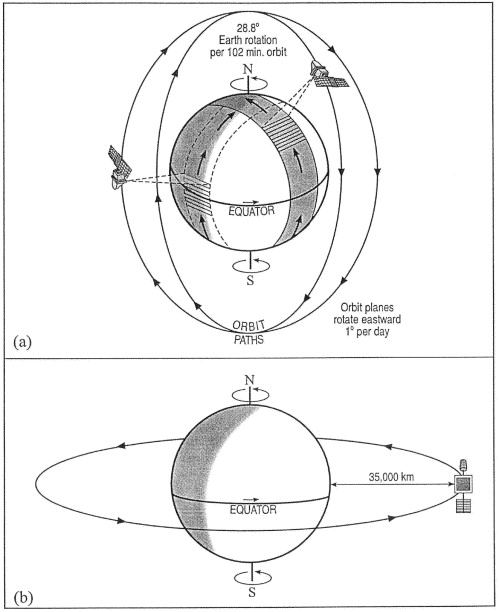 28.8°
Earth rotation
per 102 min. orbit
N
EQUATOR
S
Orbit planes
rotate eastward
1° per day
ORBIT
PATHS
(a)
N
35,000 km
EQUATOR
S
(b)